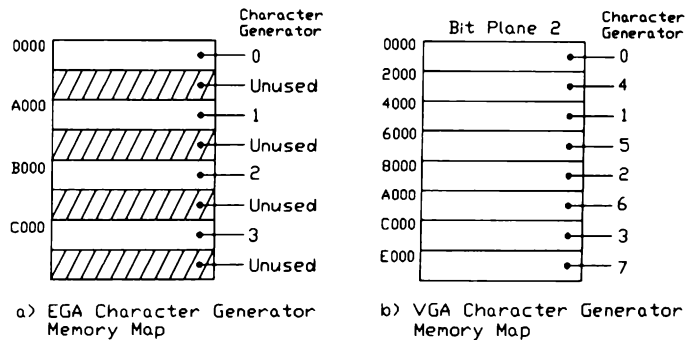 Character
Generator
0000
0
Unused
A000
1
Unused
B000
2
Unused
C000
3
Unused
a) EGA Character Generator
Memory Map
Bit Plane 2
Character
Generator
0000
0
2000
4
4000
1
6000
5
8000
2
A000
6
C000
3
E000
7
b) VGA Character Generator
Memory Map